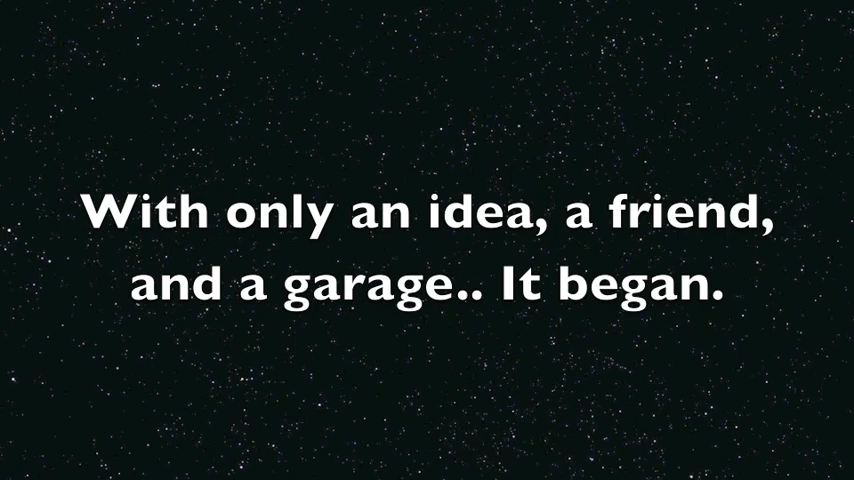 With only an idea, a friend,
and a garage.. It began.